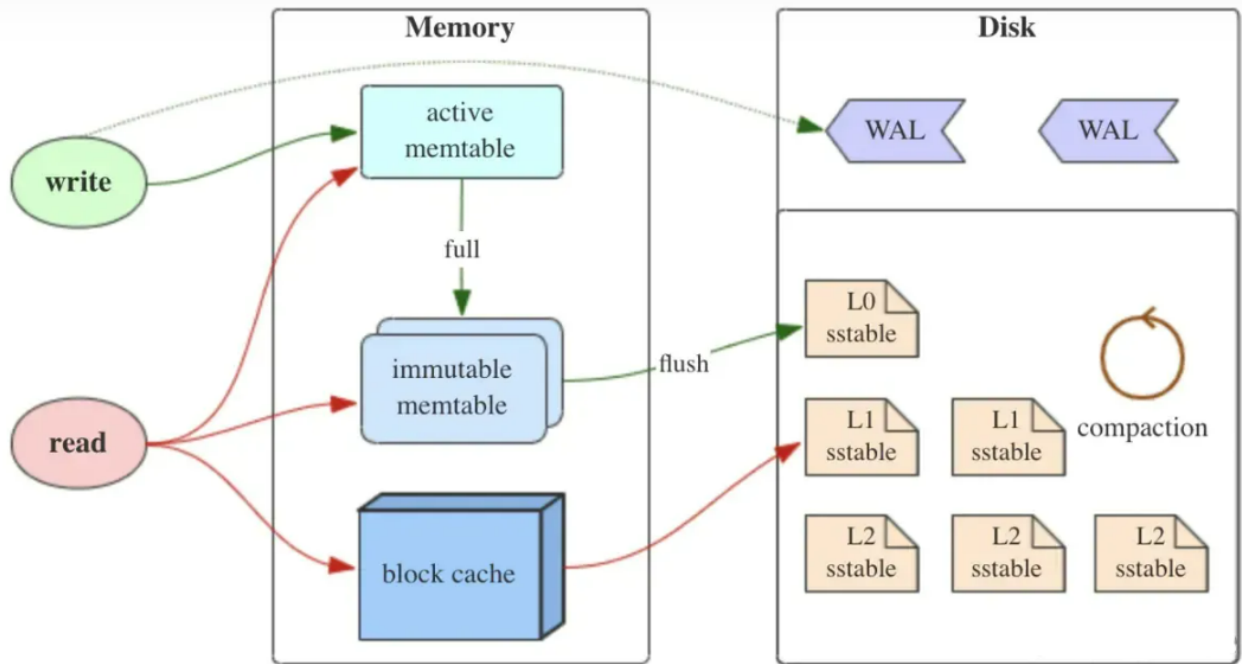 Memory
Disk
active
memtable
WAL
WAL
write
full
L0
sstable
flush
immutable
memtable
L1
sstable
L1
sstable
compaction
read
block cache
L2
sstable
L2
sstable
L2
sstable